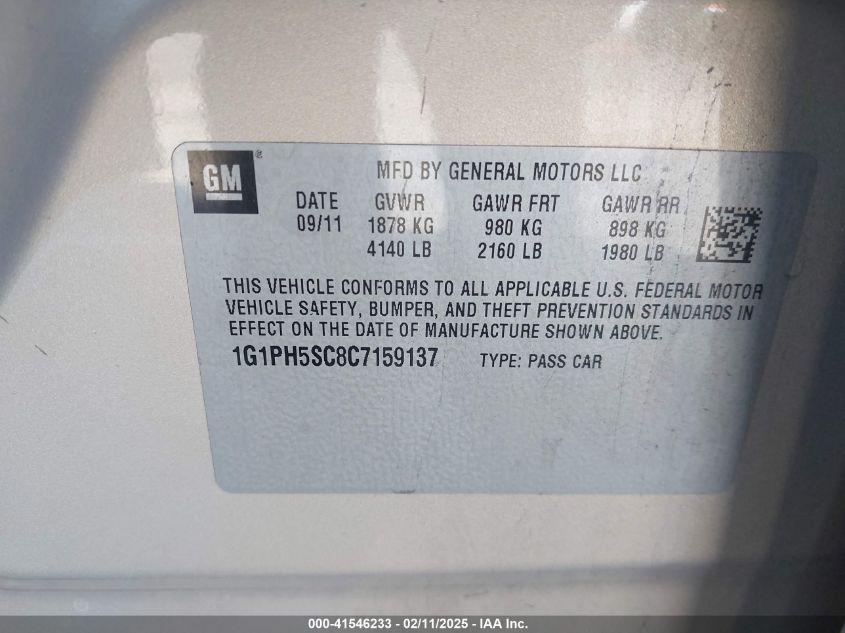 GM ®
MFD BY GENERAL MOTORS LLC
DATE GVWR GAWR FRT GAWR RR
09/11 1878 KG 980 KG 898 KG
4140 LB 2160 LB 1980 LB
THIS VEHICLE CONFORMS TO ALL APPLICABLE U.S. FEDERAL MOTOR
VEHICLE SAFETY, BUMPER, AND THEFT PREVENTION STANDARDS IN
EFFECT ON THE DATE OF MANUFACTURE SHOWN ABOVE.
1G1PH5SC8C7159137 TYPE: PASS CAR
000-41546233 - 02/11/2025 - IAA Inc.